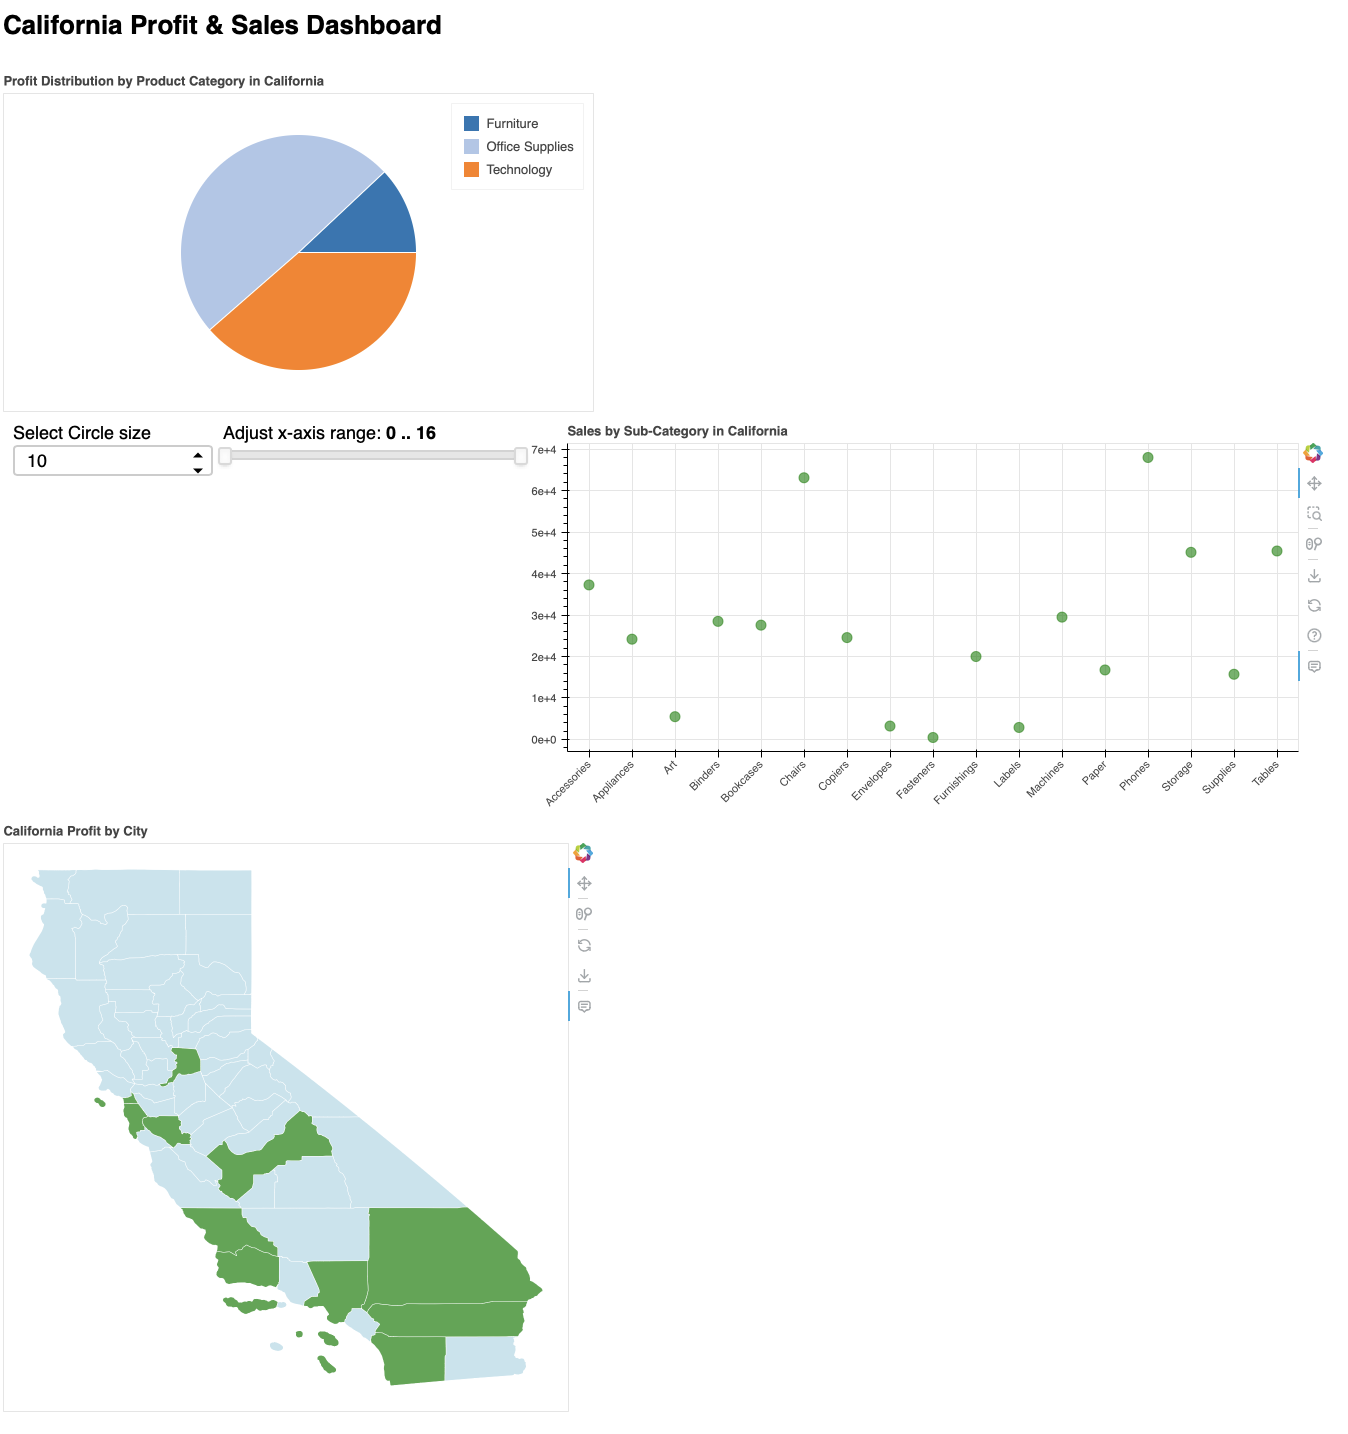 California Profit & Sales Dashboard
Profit Distribution by Product Category in California
Furniture
Office Supplies
Technology
Select Circle size
10
Adjust x-axis range: 0 .. 16
Sales by Sub-Category in California
7e+4
6e+4
5e+4
4e+4
3e+4
2e+4
1e+4
0e+0
Accessories
Appliances
Art
Binders
Bookcases
Chairs
Copiers
Envelopes
Fasteners
Furnishings
Labels
Machines
Paper
Phones
Storage
Supplies
Tables
California Profit by City